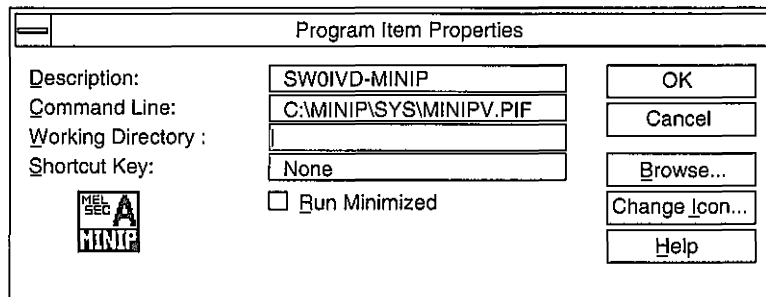 Program Item Properties
Description: SW0IVD-MINIP OK
Command Line: C:\MINIP\SYS\MINIPV.PIF Cancel
Working Directory :
Shortcut Key: None Browse...
Run Minimized Change Icon...
MEL
SEC A
MINIP Help